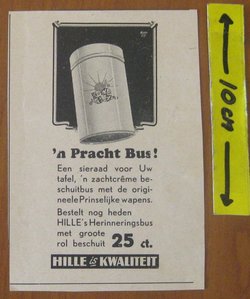 'n Pracht Bus!
Een sieraad voor Uw
tafel, 'n zachtcrême be-
schuitbus met de origi-
neele Prinselijke wapens.
Bestelt nog heden
HILLE's Herinneringsbus
met groote
rol beschuit 25 ct.
HILLE is KWALITEIT
10cm